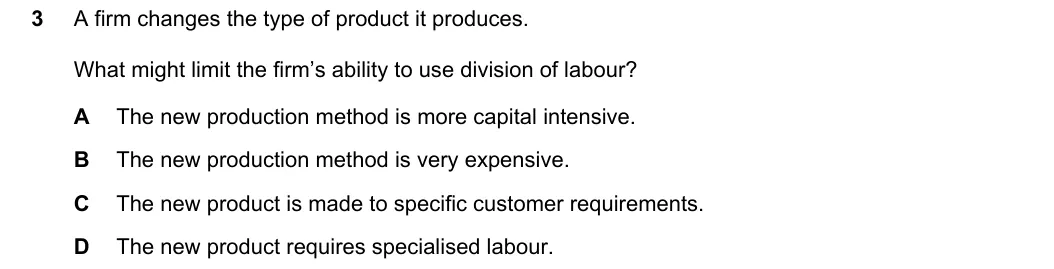 3 A firm changes the type of product it produces.
What might limit the firm's ability to use division of labour?
A The new production method is more capital intensive.
B The new production method is very expensive.
C The new product is made to specific customer requirements.
D The new product requires specialised labour.